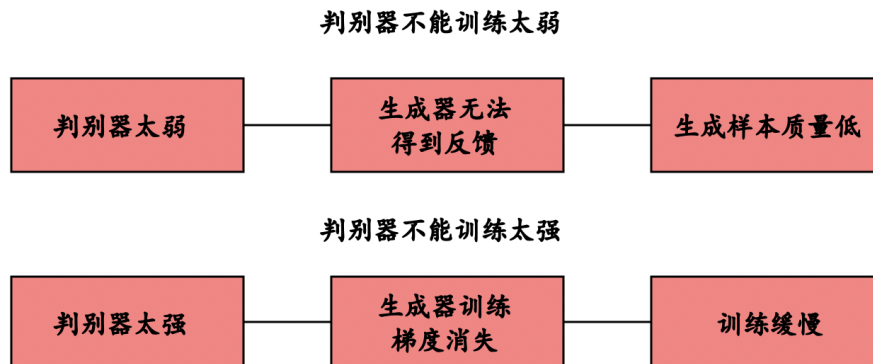 判别器不能训练太弱
判别器太弱
生成器无法
得到反馈
生成样本质量低
判别器不能训练太强
判别器太强
生成器训练
梯度消失
训练缓慢